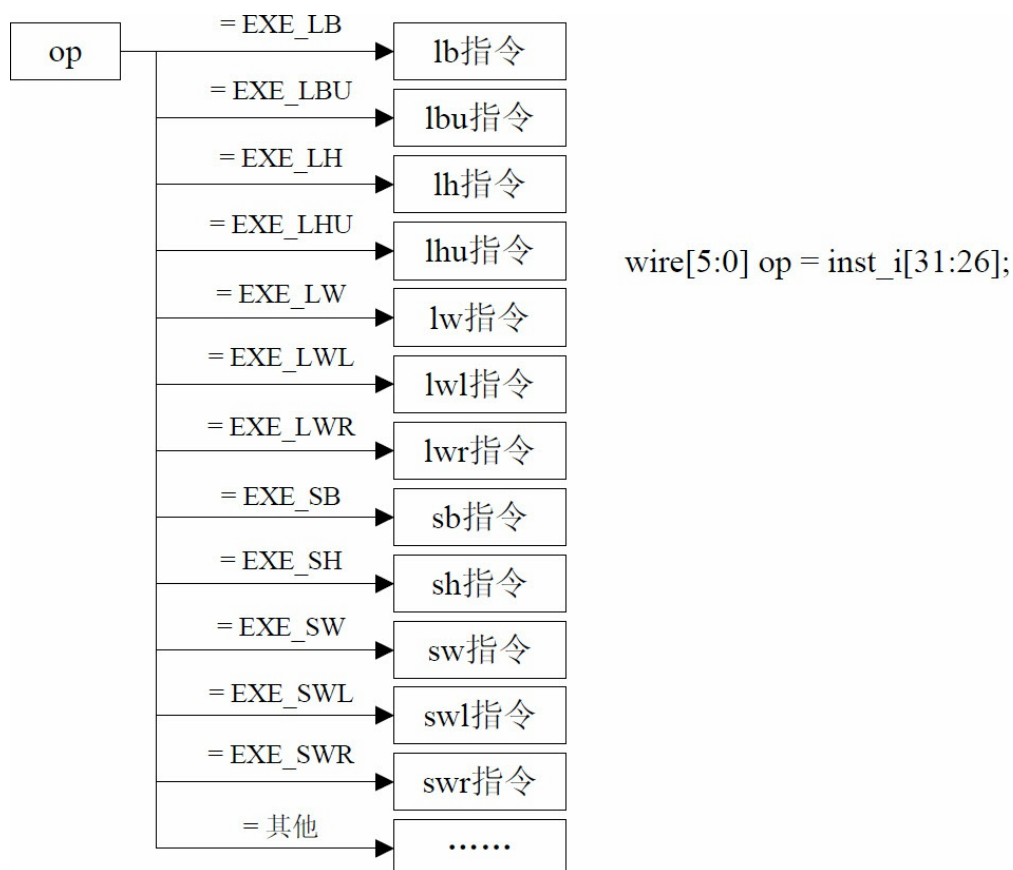 op
= EXE_LB
lb指令
= EXE_LBU
lbu指令
= EXE_LH
lh指令
= EXE_LHU
lhu指令
wire[5:0] op = inst_i[31:26];
= EXE_LW
lw指令
= EXE_LWL
lwl指令
= EXE_LWR
lwr指令
= EXE_SB
sb指令
= EXE_SH
sh指令
= EXE_SW
sw指令
= EXE_SWL
swl指令
= EXE_SWR
swr指令
= 其他
……